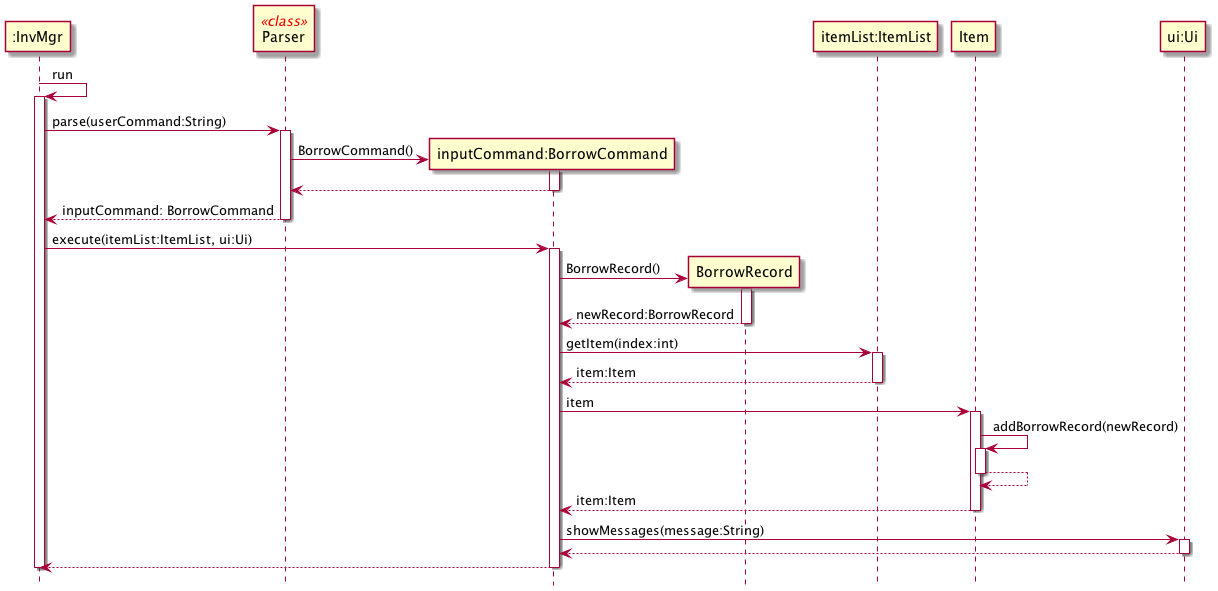 «class»
:InvMgr
Parser
itemList:ItemList
Item
ui:Ui
run
parse(userCommand:String)
BorrowCommand()
inputCommand:BorrowCommand
inputCommand: BorrowCommand
execute(itemList:ItemList, ui:Ui)
BorrowRecord()
BorrowRecord
newRecord:BorrowRecord
getItem(index:int)
item:Item
item
addBorrowRecord(newRecord)
item:Item
showMessages(message:String)